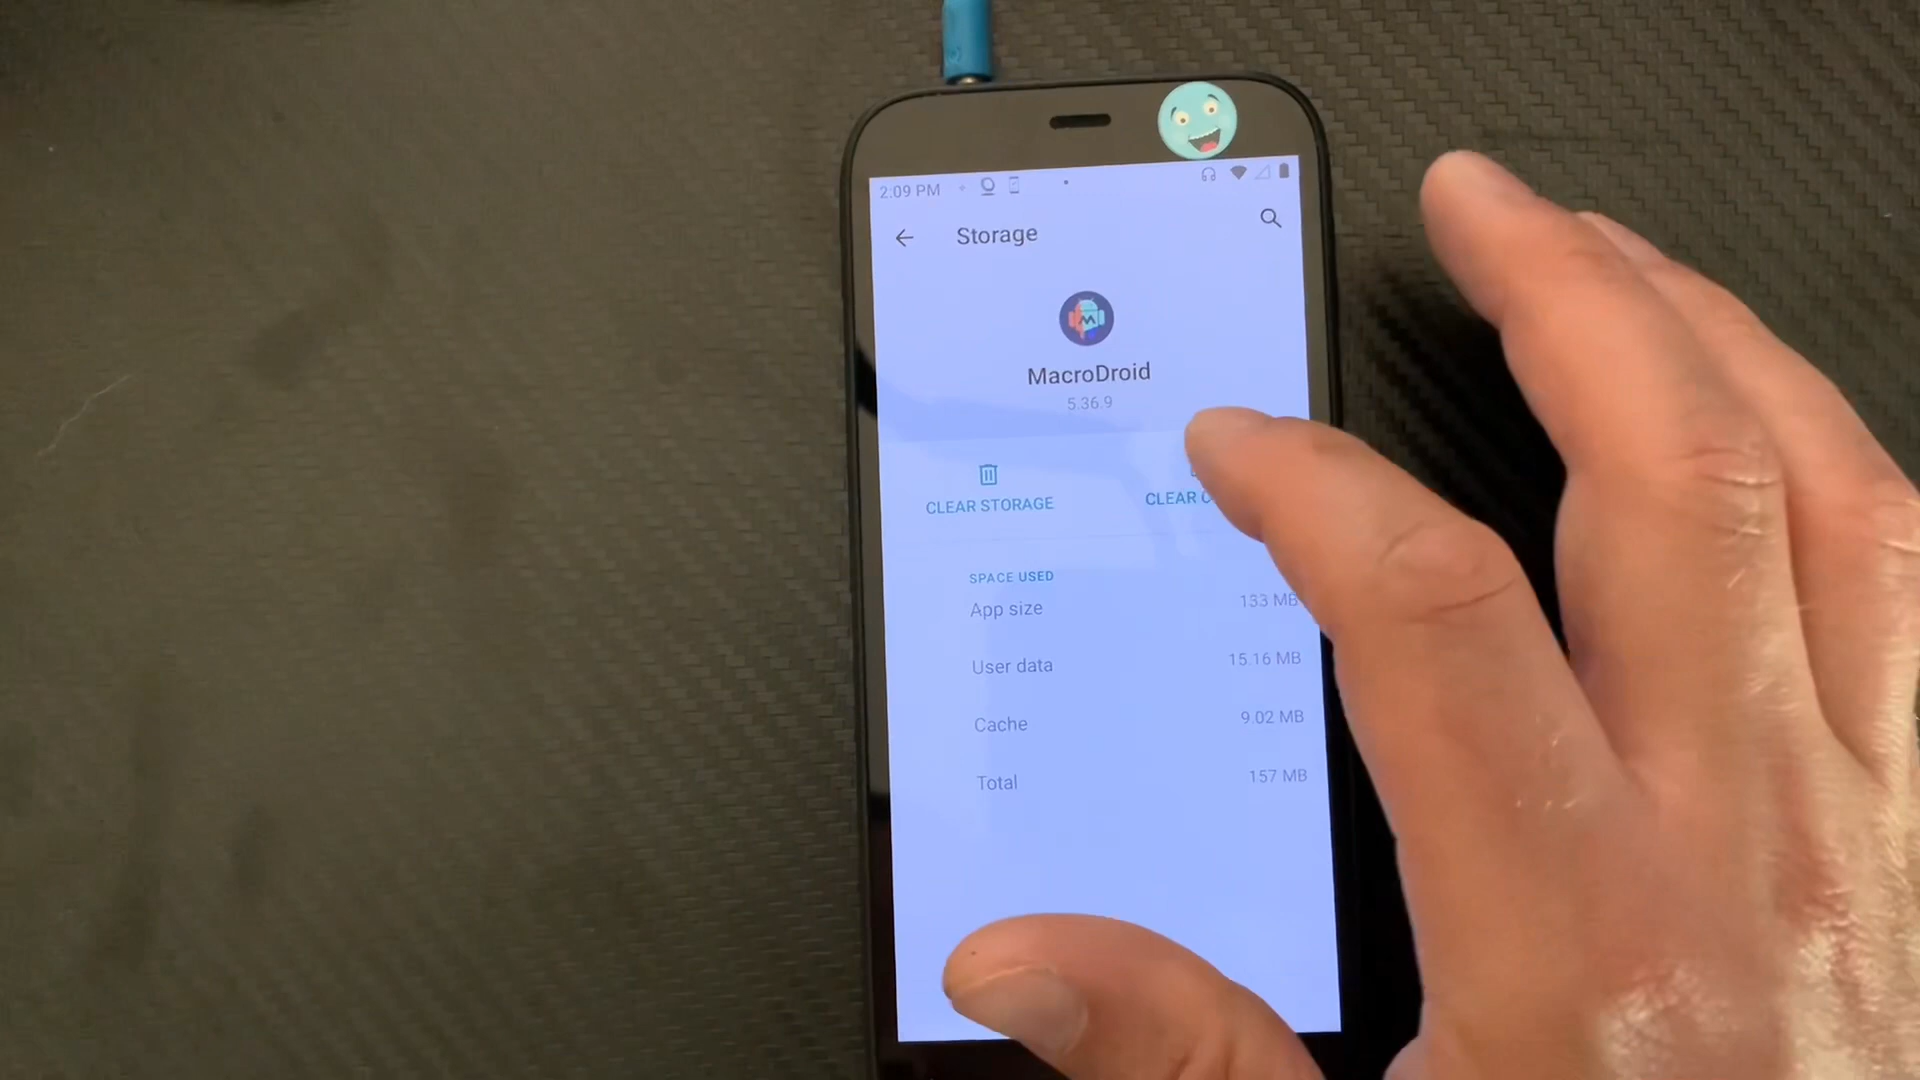 2:09 PM
Storage
MacroDroid
5.36.9
CLEAR STORAGE
CLEAR C
SPACE USED
App size 133 MB
User data 15.16 MB
Cache 9.02 MB
Total 157 MB